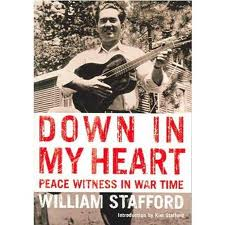 DOWN IN
MY HEART
PEACE WITNESS IN WAR TIME
WILLIAM STAFFORD
Introduction by Kim Stafford